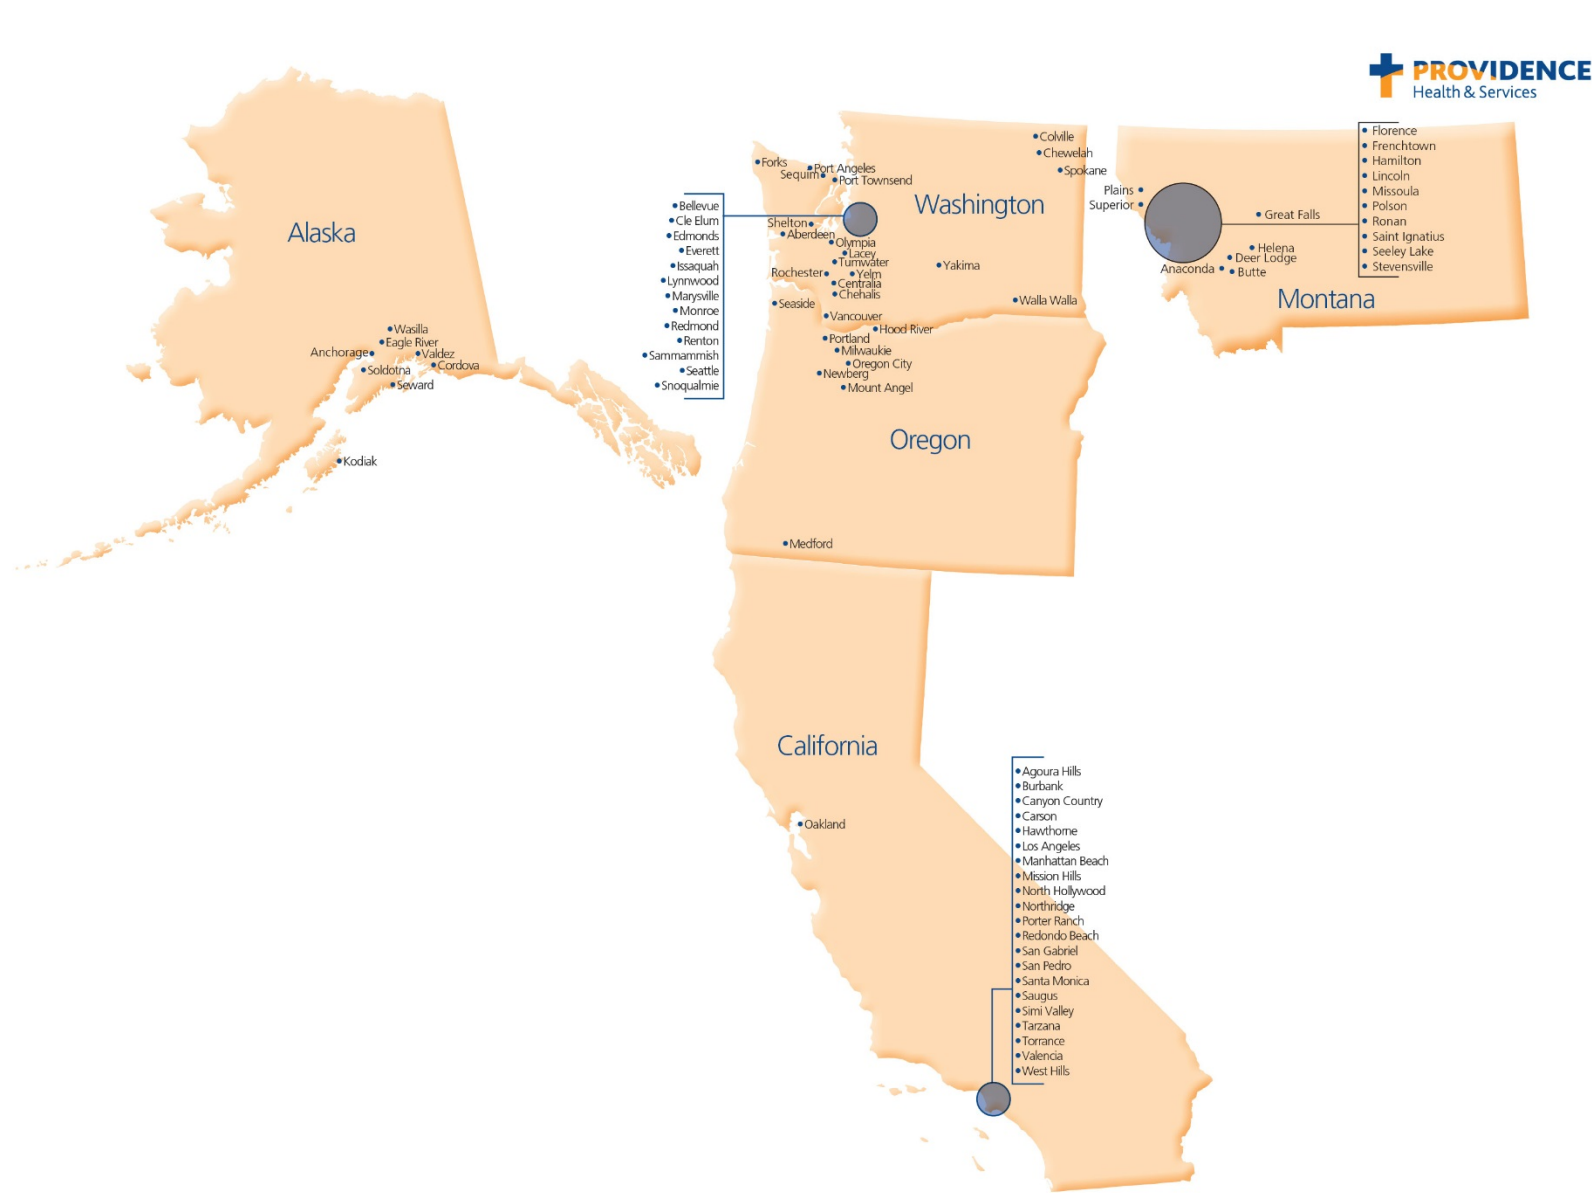 PROVIDENCE
Health & Services
Alaska
Wasilla
Eagle River
Anchorage
Valdez
Cordova
Soldotna
Seward
Kodiak
Washington
Colville
Chewelah
Spokane
Forks
Port Angeles
Sequim
Port Townsend
Bellevue
Cle Elum
Edmonds
Everett
Issaquah
Lynnwood
Marysville
Monroe
Redmond
Renton
Sammammish
Seattle
Snoqualmie
Shelton
Aberdeen
Olympia
Lacey
Tumwater
Rochester
Yelm
Centralia
Chehalis
Yakima
Walla Walla
Vancouver
Seaside
Hood River
Portland
Milwaukie
Oregon City
Newberg
Mount Angel
Oregon
Medford
Montana
Plains
Superior
Great Falls
Helena
Deer Lodge
Anaconda
Butte
Florence
Frenchtown
Hamilton
Lincoln
Missoula
Polson
Ronan
Saint Ignatius
Seeley Lake
Stevensville
California
Oakland
Agoura Hills
Burbank
Canyon Country
Carson
Hawthorne
Los Angeles
Manhattan Beach
Mission Hills
North Hollywood
Northridge
Porter Ranch
Redondo Beach
San Gabriel
San Pedro
Santa Monica
Saugus
Simi Valley
Tarzana
Torrance
Valencia
West Hills